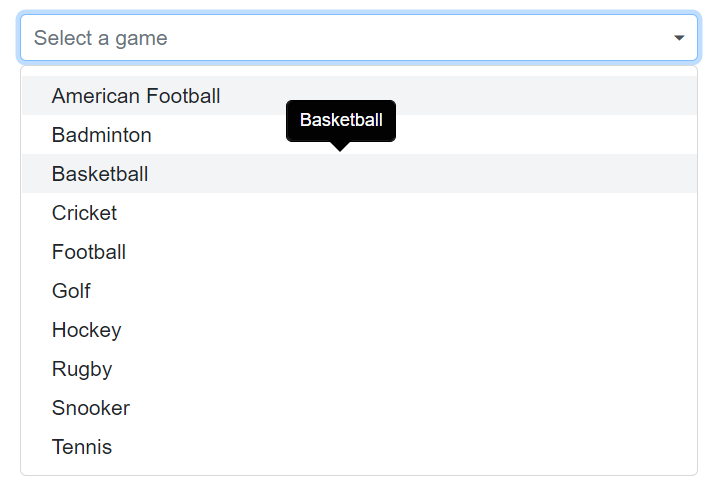 Select a game
American Football
Basketball
Badminton
Basketball
Cricket
Football
Golf
Hockey
Rugby
Snooker
Tennis